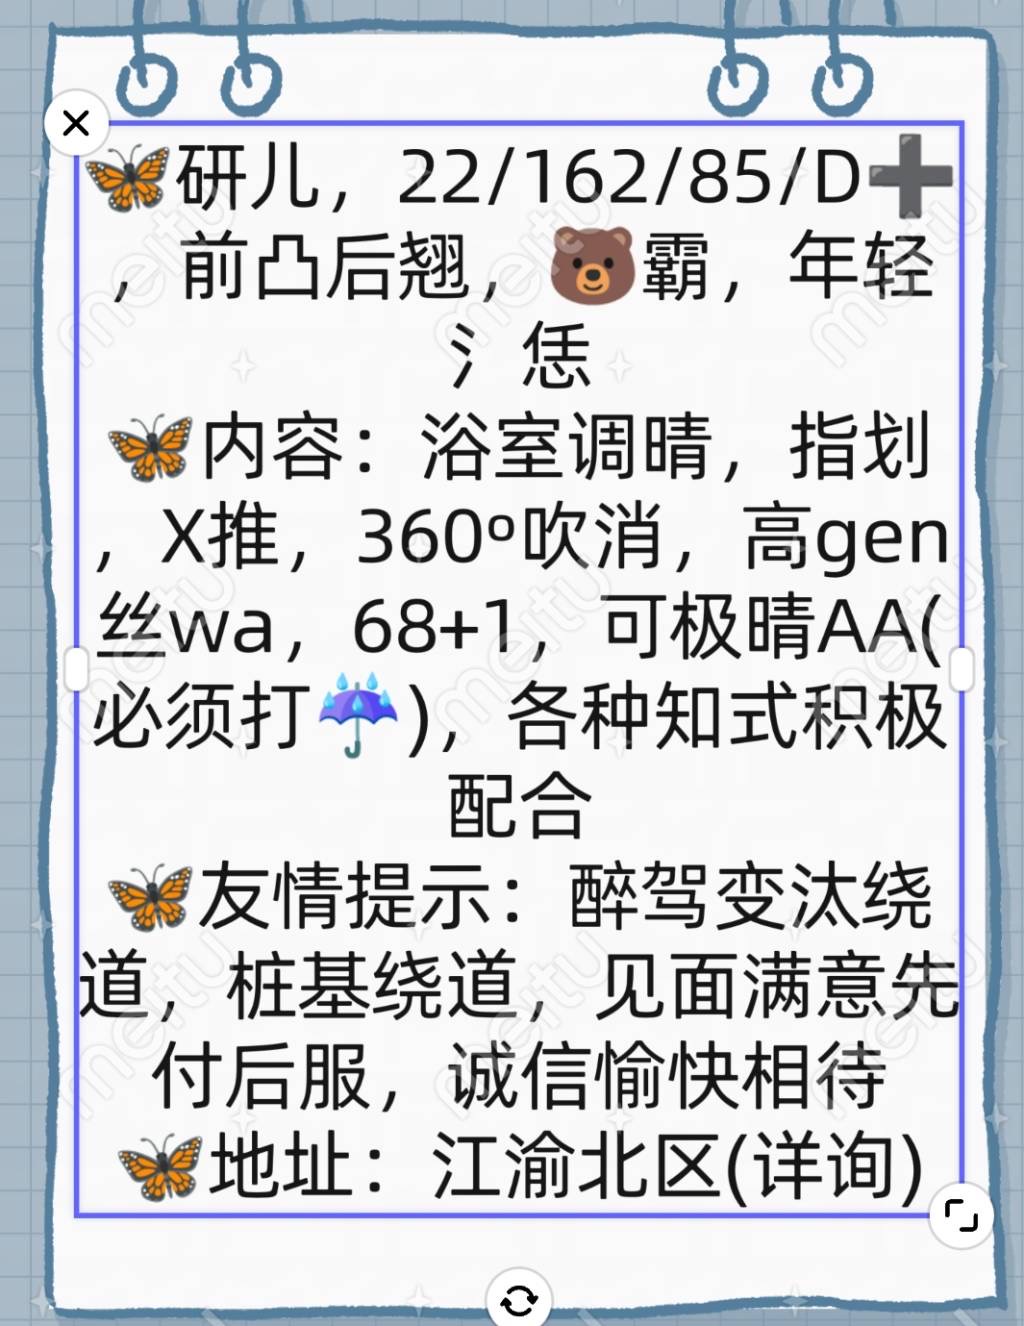 🦋研儿，22/162/85/D➕
，前凸后翘，🐻霸，年轻
氵恁
🦋内容：浴室调晴，指划
，X推，360º吹消，高gen
丝wa，68+1，可极晴AA(
必须打☔)，各种知式积极
配合
🦋友情提示：醉驾变汰绕
道，桩基绕道，见面满意先
付后服，诚信愉快相待
🦋地址：江渝北区(详询)
meitu